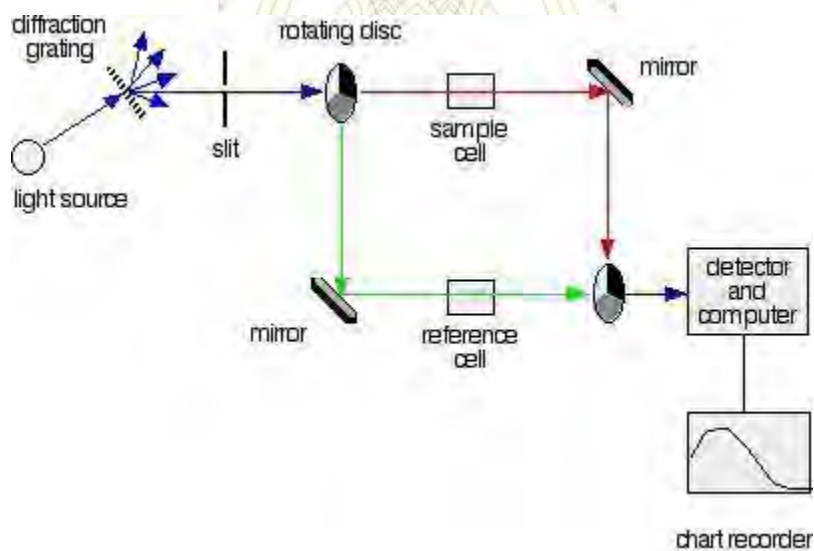 diffraction
grating
rotating disc
mirror
slit
sample
cell
light source
detector
and
computer
mirror
reference
cell
chart recorder